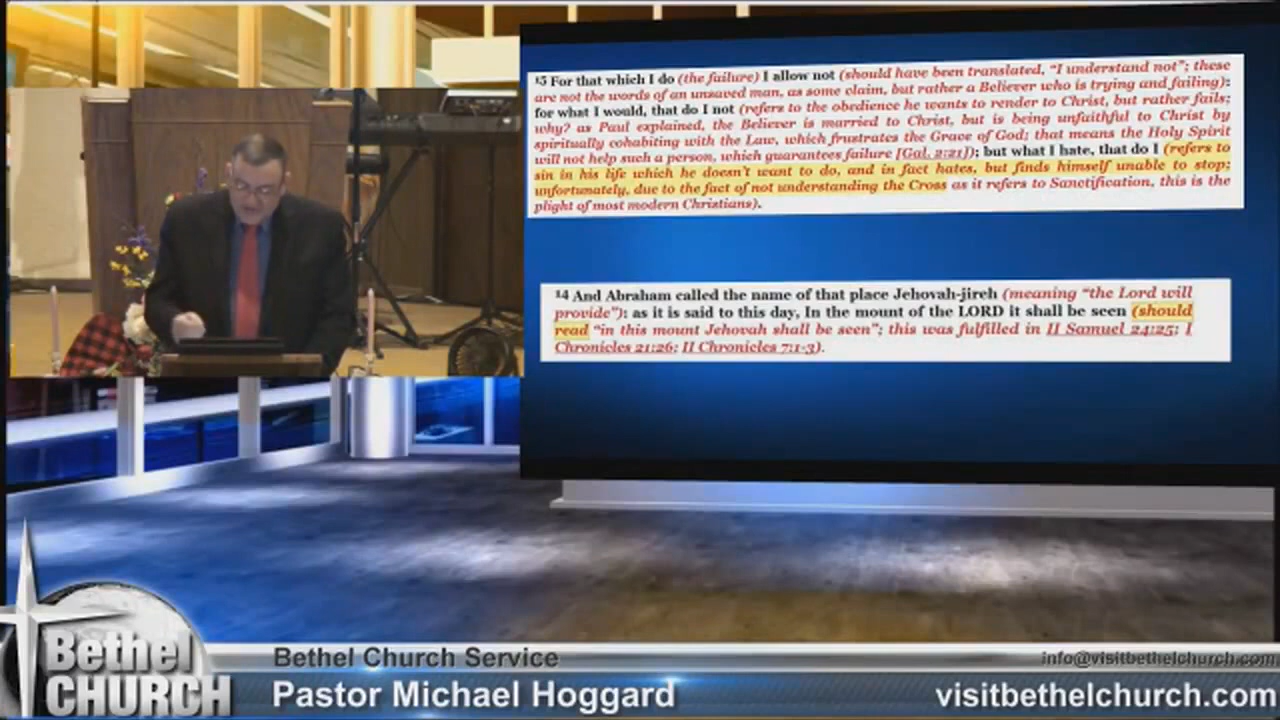 15 For that which I do (the failure) I allow not (should have been translated, “I understand not”; these
are not the words of an unsaved man, as some claim, but rather a Believer who is trying and failing):
for what I would, that do I not (refers to the obedience he wants to render to Christ, but rather fails;
why? as Paul explained, the Believer is married to Christ, but is being unfaithful to Christ by
spiritually cohabiting with the Law, which frustrates the Grace of God; that means the Holy Spirit
will not help such a person, which guarantees failure [Gal. 2:21]); but what I hate, that do I (refers to
sin in his life which he doesn’t want to do, and in fact hates, but finds himself unable to stop;
unfortunately, due to the fact of not understanding the Cross as it refers to Sanctification, this is the
plight of most modern Christians).
14 And Abraham called the name of that place Jehovah-jireh (meaning “the Lord will
provide”): as it is said to this day, In the mount of the LORD it shall be seen (should
read “in this mount Jehovah shall be seen”; this was fulfilled in II Samuel 24:25; I
Chronicles 21:26; II Chronicles 7:1-3).
Bethel
CHURCH
Bethel Church Service
Pastor Michael Hoggard
info@visitbethelchurch.com
visitbethelchurch.com